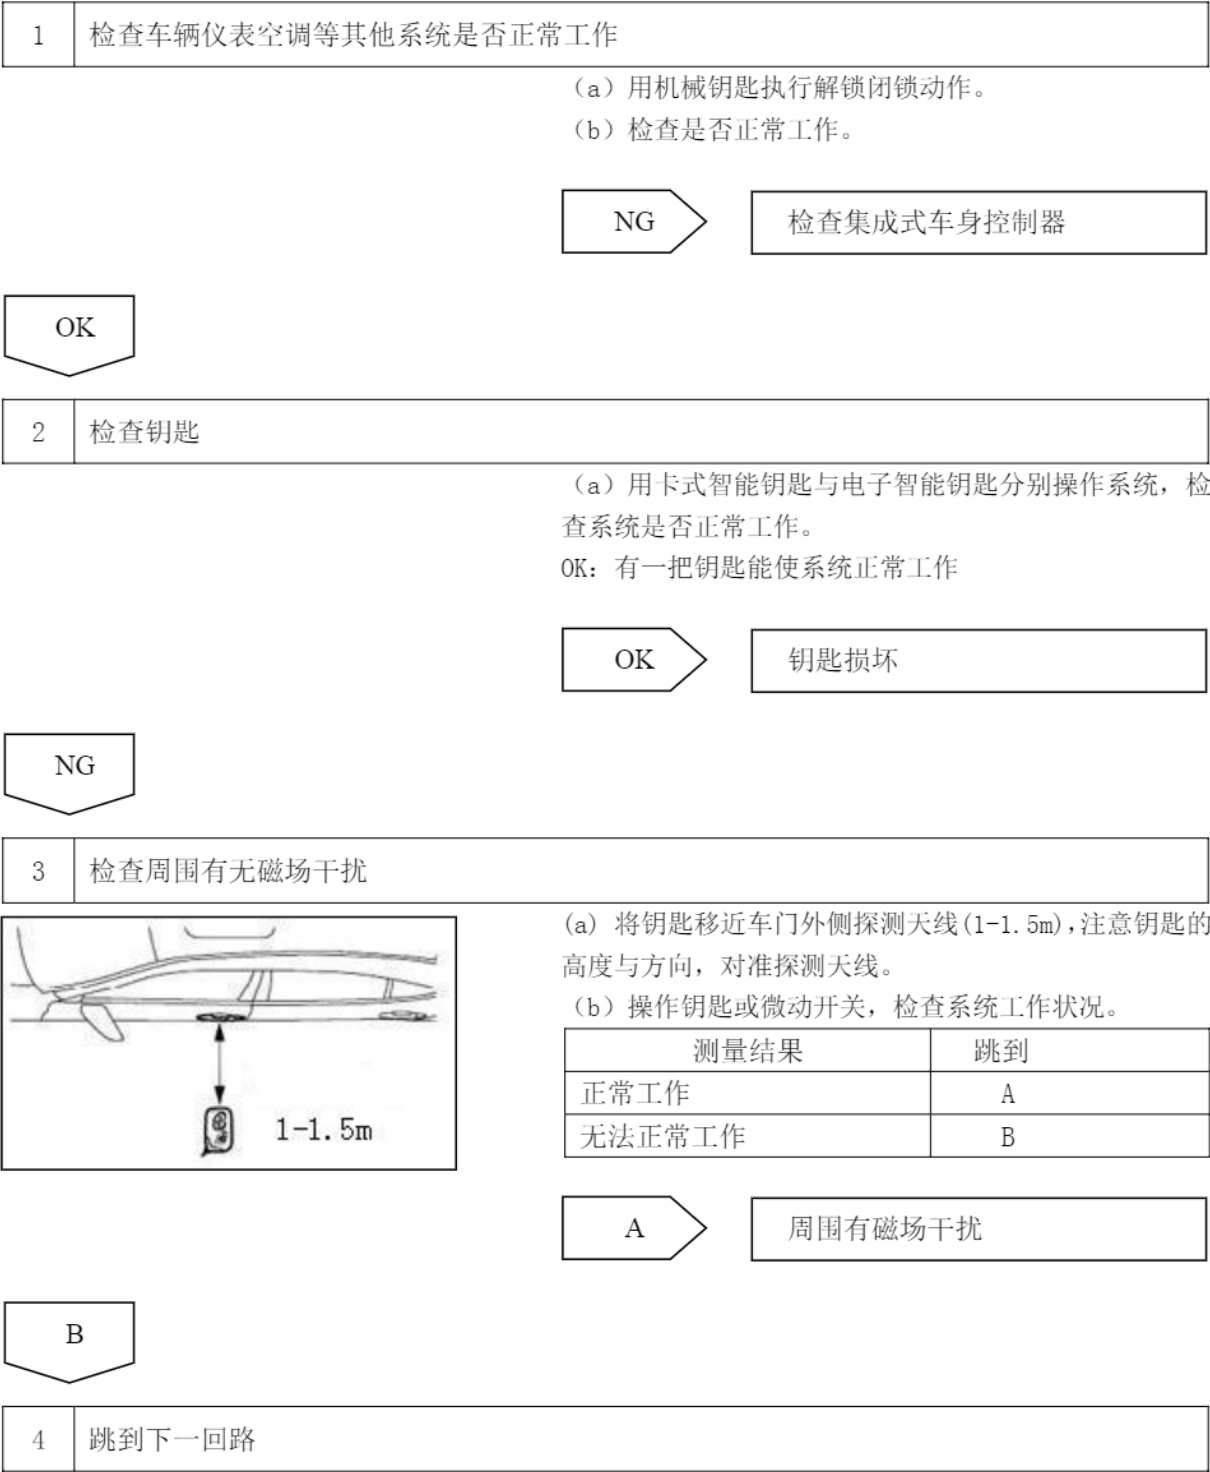 1 检查车辆仪表空调等其他系统是否正常工作
（a）用机械钥匙执行解锁闭锁动作。
（b）检查是否正常工作。
NG 检查集成式车身控制器
OK
2 检查钥匙
（a）用卡式智能钥匙与电子智能钥匙分别操作系统，检
查系统是否正常工作。
OK：有一把钥匙能使系统正常工作
OK 钥匙损坏
NG
3 检查周围有无磁场干扰
(a) 将钥匙移近车门外侧探测天线(1-1.5m),注意钥匙的
高度与方向，对准探测天线。
（b）操作钥匙或微动开关，检查系统工作状况。
测量结果 跳到
正常工作 A
无法正常工作 B
1-1.5m
A 周围有磁场干扰
B
4 跳到下一回路